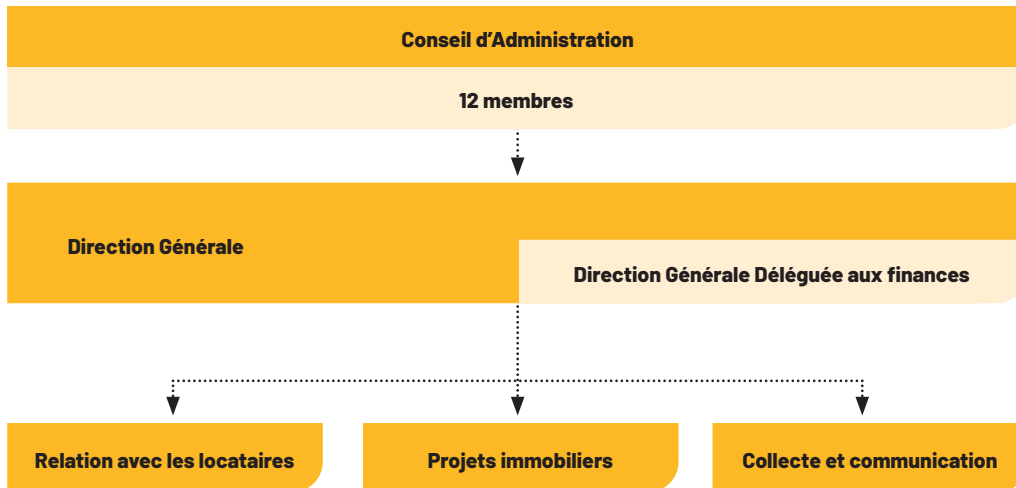 Conseil d’Administration
12 membres
Direction Générale
Direction Générale Déléguée aux finances
Relation avec les locataires
Projets immobiliers
Collecte et communication